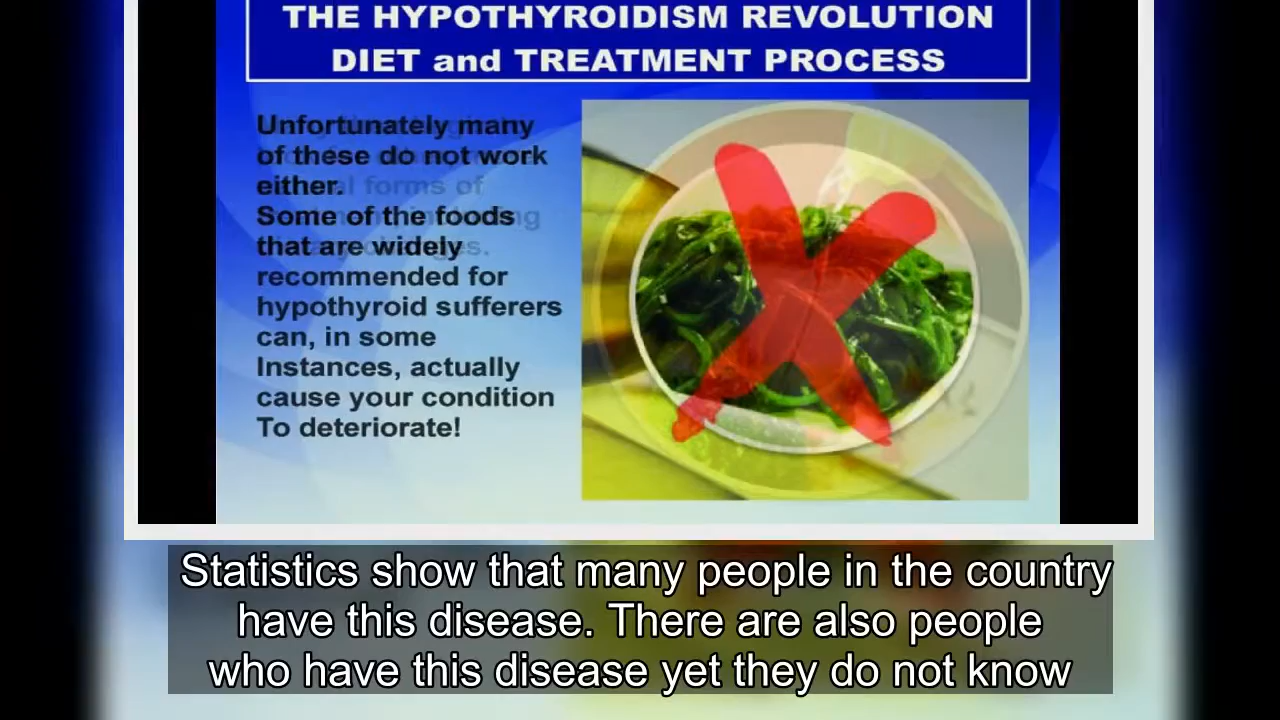 THE HYPOTHYROIDISM REVOLUTION
DIET and TREATMENT PROCESS
Unfortunately many
of these do not work
either.
Some of the foods
that are widely
recommended for
hypothyroid sufferers
can, in some
Instances, actually
cause your condition
To deteriorate!
Statistics show that many people in the country
have this disease. There are also people
who have this disease yet they do not know